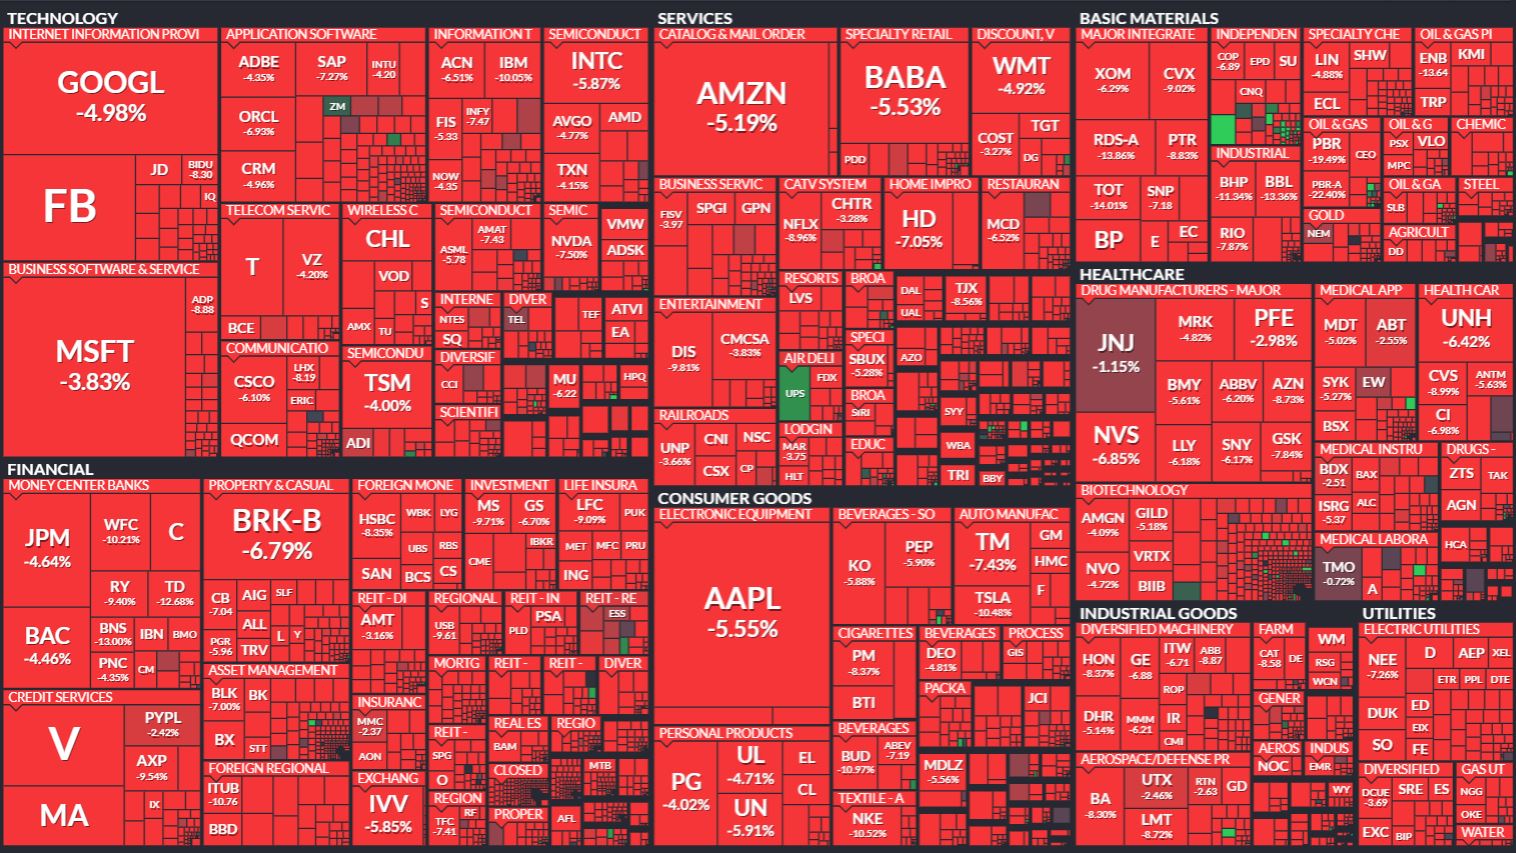 TECHNOLOGY
INTERNET INFORMATION PROVI
GOOGL
-4.98%
FB
JD
BIDU
-8.30
IQ
BUSINESS SOFTWARE & SERVICE
MSFT
-3.83%
ADP
-8.88
APPLICATION SOFTWARE
ADBE
-4.35%
SAP
-7.27%
INTU
-4.20
ORCL
-6.93%
ZM
CRM
-4.96%
TELECOM SERVIC
T
VZ
-4.20%
BCE
COMMUNICATIO
CSCO
-6.10%
LHX
-8.19
ERIC
QCOM
WIRELESS C
CHL
VOD
S
AMX
TU
SEMICONDU
TSM
-4.00%
ADI
INFORMATION T
ACN
-6.51%
IBM
-10.05%
FIS
-5.33
INFY
-7.47
NOW
-4.35
SEMICONDUCT
INTC
-5.87%
AVGO
-4.77%
AMD
TXN
-4.15%
SEMICONDUCT
ASML
-5.78
AMAT
-7.43
SEMIC
NVDA
-7.50%
VMW
ADSK
INTERNE
NTES
SQ
DIVER
TEL
TEF
ATVI
EA
DIVERSIF
CCI
SCIENTIFI
MU
-6.22
HPQ
SERVICES
CATALOG & MAIL ORDER
AMZN
-5.19%
SPECIALTY RETAIL
BABA
-5.53%
PDD
DISCOUNT, V
WMT
-4.92%
COST
-3.27%
TGT
DG
BUSINESS SERVIC
FISV
-3.97
SPGI
GPN
CATV SYSTEM
NFLX
-8.96%
CHTR
-3.28%
HOME IMPRO
HD
-7.05%
RESTAURAN
MCD
-6.52%
ENTERTAINMENT
DIS
-9.81%
CMCSA
-3.83%
RESORTS
LVS
BROA
DAL
UAL
TJX
-8.56%
AIR DELI
UPS
FDX
SPECI
SBUX
-5.28%
AZO
BROA
SIRI
RAILROADS
UNP
-3.66%
CNI
NSC
CSX
CP
LODGIN
MAR
-3.75
HLT
EDUC
SYY
WBA
TRI
BBY
BASIC MATERIALS
MAJOR INTEGRATE
XOM
-6.29%
CVX
-9.02%
RDS-A
-13.86%
PTR
-8.83%
TOT
-14.01%
SNP
-7.18
BP
E
EC
INDEPENDEN
COP
-6.89
EPD
SU
CNQ
INDUSTRIAL
BHP
-11.34%
BBL
-13.36%
RIO
-7.87%
SPECIALTY CHE
LIN
-4.88%
SHW
ECL
OIL & GAS PI
ENB
-13.64
KMI
TRP
OIL & GAS
PBR
-19.49%
CEO
PBR-A
-22.40%
OIL & G
PSX
VLO
MPC
CHEMIC
OIL & GA
SLB
STEEL
GOLD
NEM
AGRICULT
DD
HEALTHCARE
DRUG MANUFACTURERS - MAJOR
JNJ
-1.15%
MRK
-4.82%
PFE
-2.98%
BMY
-5.61%
ABBV
-6.20%
AZN
-8.73%
NVS
-6.85%
LLY
-6.18%
SNY
-6.17%
GSK
-7.84%
MEDICAL APP
MDT
-5.02%
ABT
-2.55%
SYK
-5.27%
EW
BSX
HEALTH CAR
UNH
-6.42%
CVS
-8.99%
ANTM
-5.63%
CI
-6.98%
BIOTECHNOLOGY
AMGN
-4.09%
GILD
-5.18%
NVO
-4.72%
VRTX
BIIB
MEDICAL INSTRU
BDX
-2.51
BAX
ISRG
-5.37
ALC
DRUGS -
ZTS
TAK
AGN
MEDICAL LABORA
TMO
-0.72%
A
HCA
FINANCIAL
MONEY CENTER BANKS
JPM
-4.64%
WFC
-10.21%
C
RY
-9.40%
TD
-12.68%
BAC
-4.46%
BNS
-13.00%
IBN
BMO
PNC
-4.35%
CM
CREDIT SERVICES
V
PYPL
-2.42%
AXP
-9.54%
MA
IX
PROPERTY & CASUAL
BRK-B
-6.79%
CB
-7.04
AIG
SLF
ALL
PGR
-5.96
TRV
L
Y
ASSET MANAGEMENT
BLK
-7.00%
BK
BX
STT
FOREIGN REGIONAL
ITUB
-10.76
BBD
FOREIGN MONE
HSBC
-8.35%
WBK
LYG
UBS
RBS
SAN
BCS
CS
INVESTMENT
MS
-9.71%
GS
-6.70%
CME
IBKR
LIFE INSURA
LFC
-9.09%
PUK
MET
MFC
PRU
ING
REIT - DI
AMT
-3.16%
REGIONAL
USB
-9.61
REIT - IN
PLD
PSA
REIT - RE
ESS
MORTG
REIT -
REIT -
DIVER
INSURANC
MMC
-2.37
AON
REIT -
SPG
O
REAL ES
BAM
REGIO
CLOSED
MTB
EXCHANG
IVV
-5.85%
REGION
TFC
-7.41
RF
PROPER
AFL
CONSUMER GOODS
ELECTRONIC EQUIPMENT
AAPL
-5.55%
BEVERAGES - SO
KO
-5.88%
PEP
-5.90%
AUTO MANUFAC
TM
-7.43%
GM
HMC
TSLA
-10.48%
F
CIGARETTES
PM
-8.37%
BTI
BEVERAGES
DEO
-4.81%
PROCESS
GIS
PACKA
JCI
PERSONAL PRODUCTS
PG
-4.02%
UL
-4.71%
EL
UN
-5.91%
CL
BEVERAGES
BUD
-10.97%
ABEV
-7.19
MDLZ
-5.56%
TEXTILE - A
NKE
-10.52%
INDUSTRIAL GOODS
DIVERSIFIED MACHINERY
HON
-8.37%
GE
-6.88
ITW
-6.71
ABB
-8.87
ROP
DHR
-5.14%
MMM
-6.21
IR
CMI
FARM
CAT
-8.58
DE
WM
RSG
WCN
GENER
AEROSPACE/DEFENSE PR
BA
-8.30%
UTX
-2.46%
RTN
-2.63
GD
LMT
-8.72%
AEROS
NOC
INDUS
EMR
WY
UTILITIES
ELECTRIC UTILITIES
NEE
-7.26%
D
AEP
XEL
ETR
PPL
DTE
DUK
ED
EIX
SO
FE
DIVERSIFIED
DCUE
-3.69
SRE
ES
EXC
BIP
GAS UT
NGG
OKE
WATER